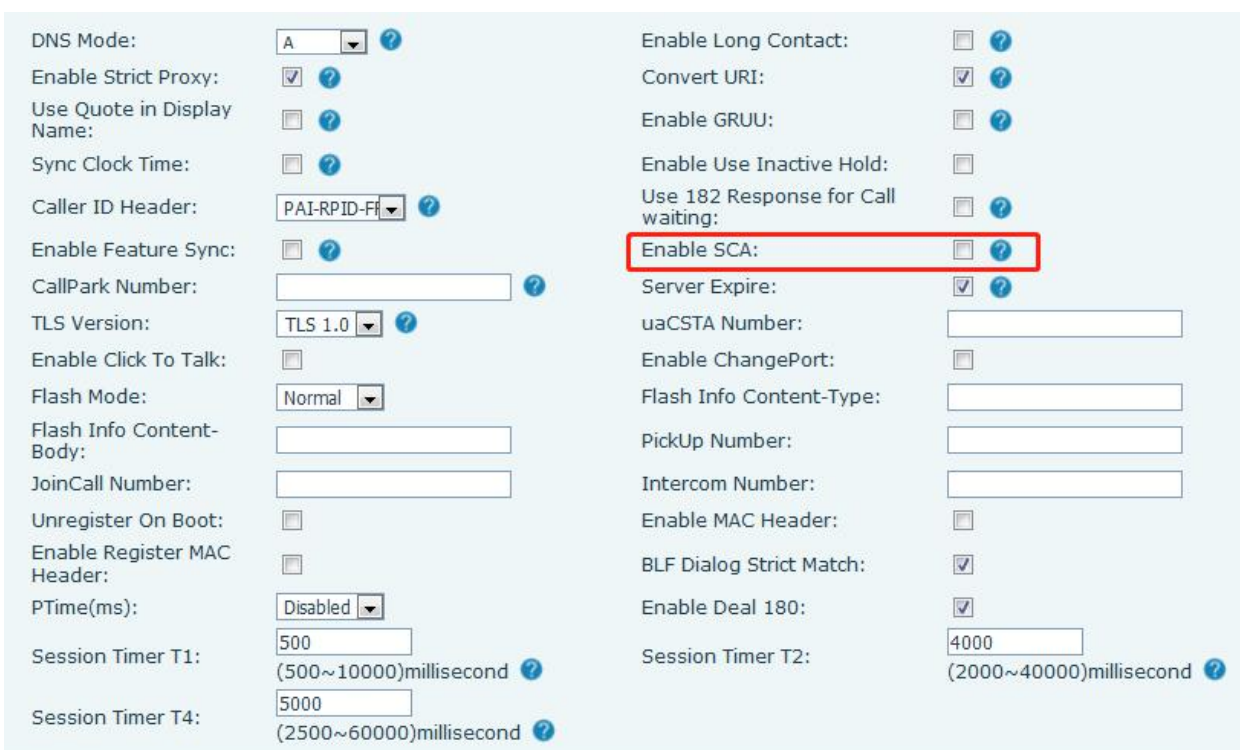 DNS Mode: A ? Enable Long Contact: ?
Enable Strict Proxy: ? Convert URI: ?
Use Quote in Display
Name: ? Enable GRUU: ?
Sync Clock Time: ? Enable Use Inactive Hold:
Caller ID Header: PAI-RPID-FR ? Use 182 Response for Call
waiting: ?
Enable Feature Sync: ? Enable SCA: ?
CallPark Number: ? Server Expire: ?
TLS Version: TLS 1.0 ? uaCSTA Number:
Enable Click To Talk: Enable ChangePort:
Flash Mode: Normal Flash Info Content-Type:
Flash Info Content-
Body: PickUp Number:
JoinCall Number: Intercom Number:
Unregister On Boot: Enable MAC Header:
Enable Register MAC
Header: BLF Dialog Strict Match:
PTime(ms): Disabled Enable Deal 180:
Session Timer T1: 500
(500~10000)millisecond ?
Session Timer T2: 4000
(2000~40000)millisecond ?
Session Timer T4: 5000
(2500~60000)millisecond ?